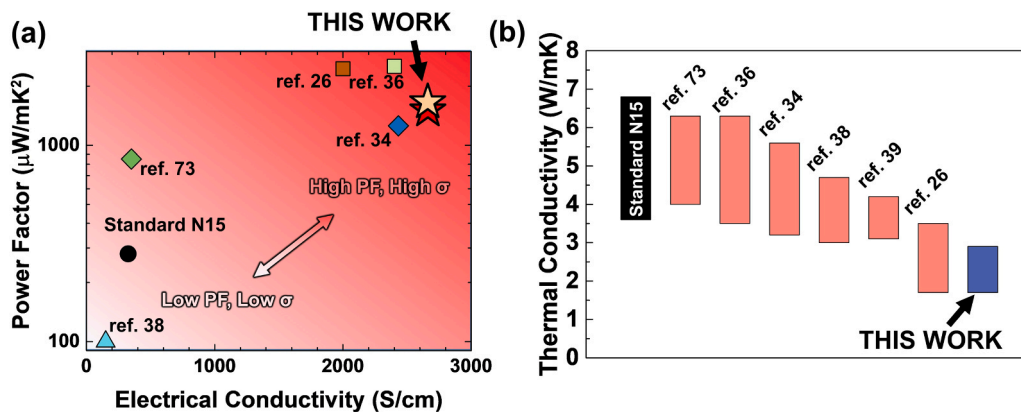 (a)
THIS WORK
Power Factor (μW/mK²)
1000
100
ref. 26
ref. 36
ref. 34
ref. 73
High PF, High σ
Standard N15
Low PF, Low σ
ref. 38
0
1000
2000
3000
Electrical Conductivity (S/cm)
(b)
Thermal Conductivity (W/mK)
8
7
6
5
4
3
2
1
0
Standard N15
ref. 73
ref. 36
ref. 34
ref. 38
ref. 39
ref. 26
THIS WORK